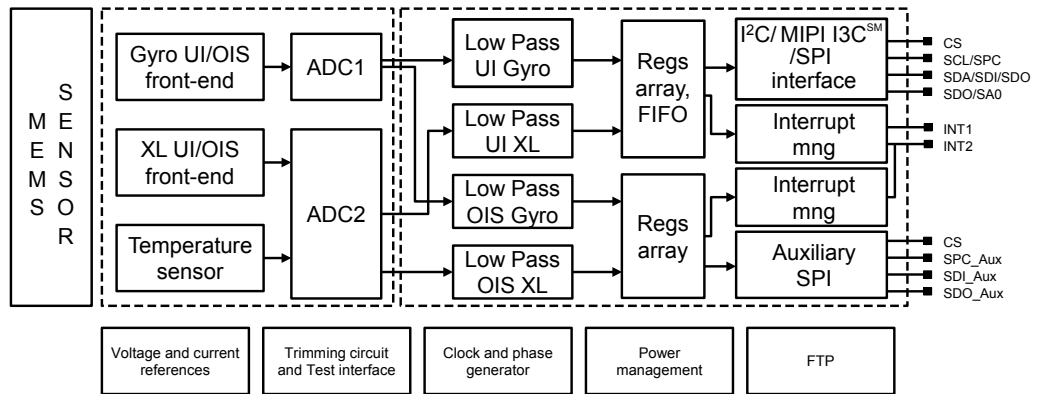 MEMS
SENSOR
Gyro UI/OIS
front-end
XL UI/OIS
front-end
Temperature
sensor
ADC1
ADC2
Low Pass
UI Gyro
Low Pass
UI XL
Low Pass
OIS Gyro
Low Pass
OIS XL
Regs
array,
FIFO
Regs
array
I²C/ MIPI I3C℠
/SPI
interface
Interrupt
mng
Interrupt
mng
Auxiliary
SPI
CS
SCL/SPC
SDA/SDI/SDO
SDO/SA0
INT1
INT2
CS
SPC_Aux
SDI_Aux
SDO_Aux
Voltage and current
references
Trimming circuit
and Test interface
Clock and phase
generator
Power
management
FTP